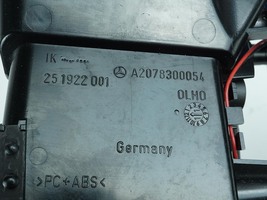 IK
251922 001 A2078300054
OLHO
Germany
>PC+ABS<